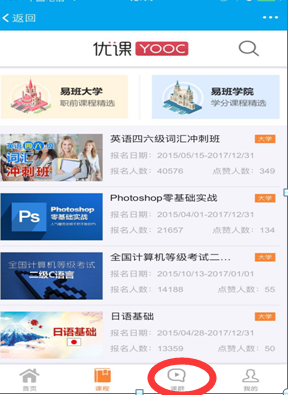 返回
优课 YOOC
易班大学
职前课程精选
易班学院
学分课程精选
英语四六级词汇冲刺班 大学
报名日期: 2015/05/15-2017/12/31
报名人数: 40576 点赞人数: 349
词汇
冲刺班
Photoshop零基础实战 大学
报名日期: 2015/04/01-2017/12/31
报名人数: 21657 点赞人数: 134
Ps
Photoshop
零基础实战
全国计算机等级考试二... 大学
报名日期: 2015/10/13-2017/01/01
报名人数: 14188 点赞人数: 55
全国计算机等级考试
二级C语言
日语基础 大学
报名日期: 2015/04/28-2017/12/31
报名人数: 13359 点赞人数: 50
日语基础
首页 课程 课群 我的